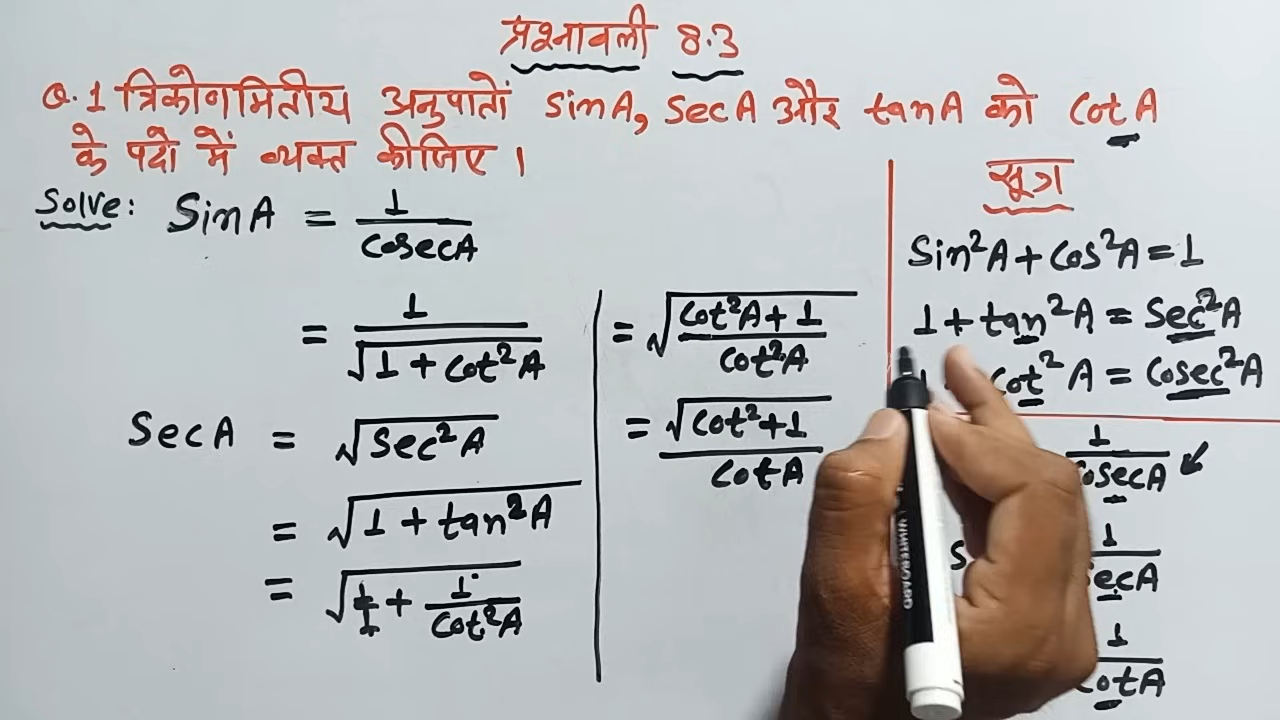 प्रश्नावली 8.3
Q.1 त्रिकोणमितीय अनुपातों sinA, SecA और tanA को cotA
के पदो में व्यक्त कीजिए।
Solve: SinA = 1/CosecA
= 1/√(1 + Cot²A)
SecA = √(Sec²A)
= √(1 + tan²A)
= √(1/1 + 1/Cot²A)
= √((Cot²A + 1)/Cot²A)
= √(Cot²+1)/CotA
सूत्र
Sin²A + Cos²A = 1
1 + tan²A = Sec²A
Cot²A = Cosec²A
1/CosecA
1/SecA
1/CotA
WHITEBOARD